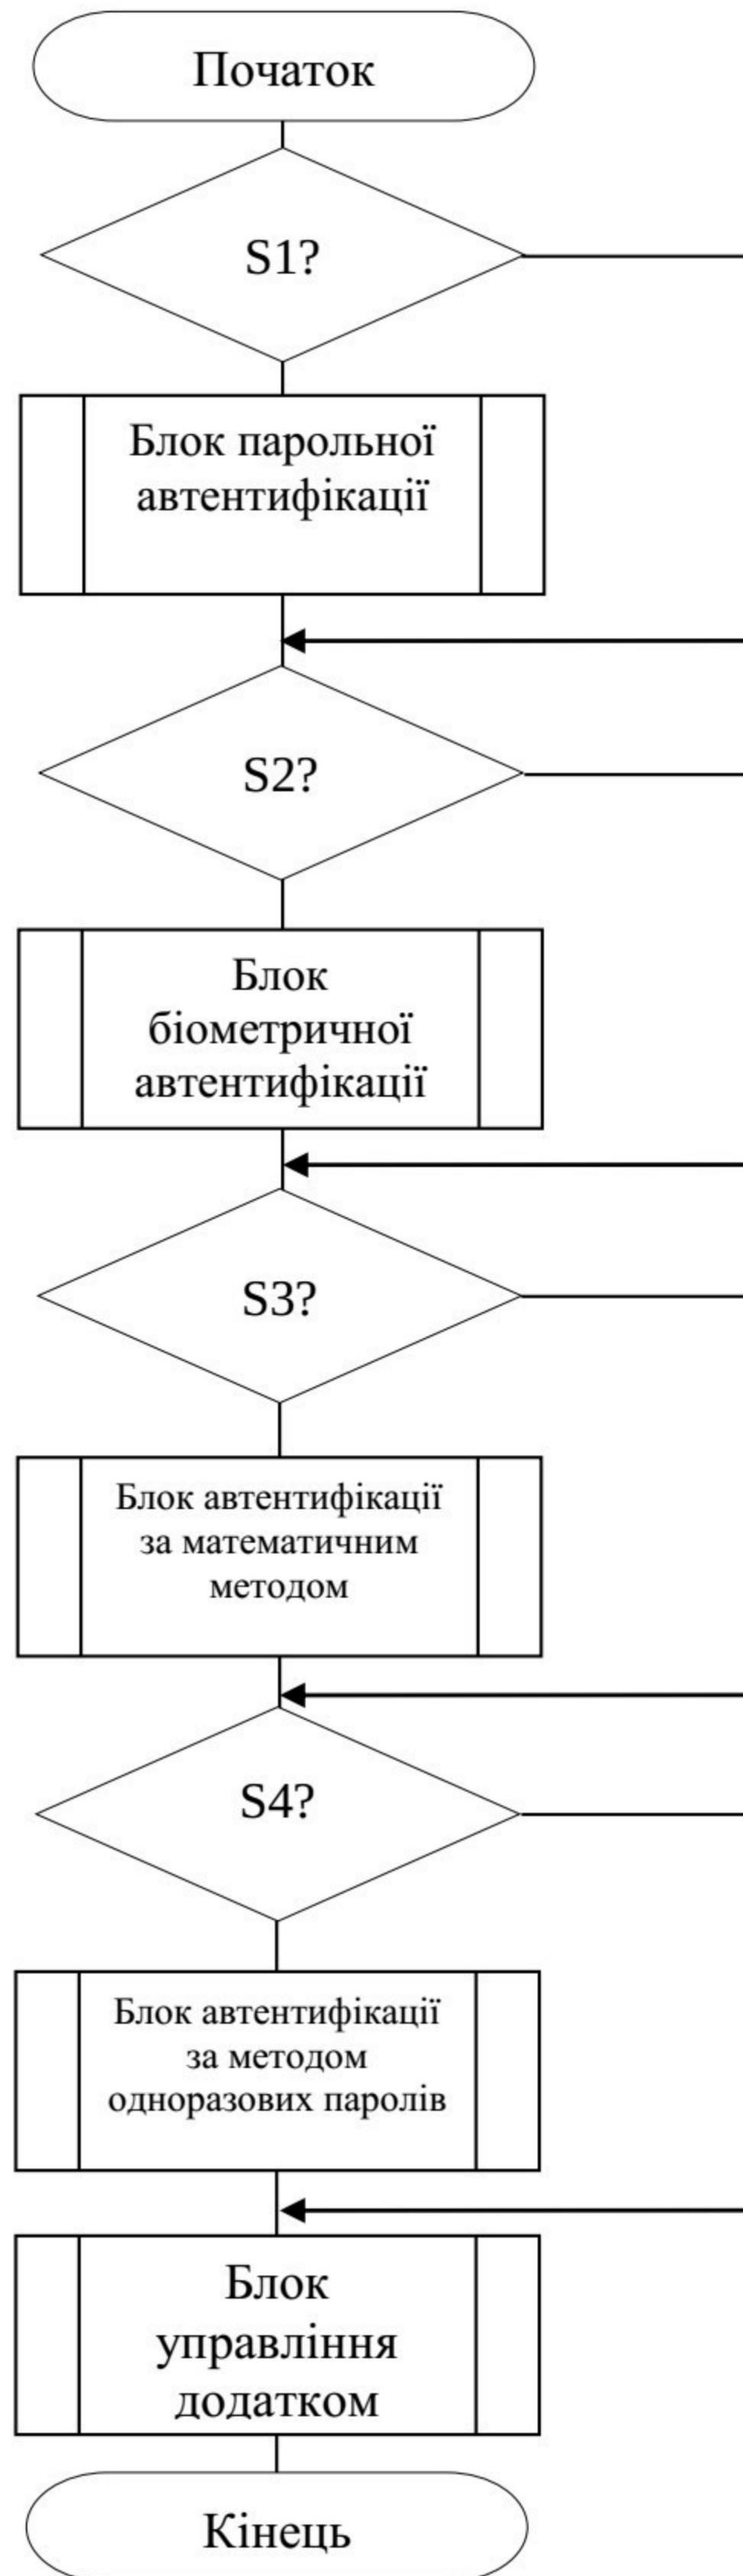 Початок
S1?
Блок парольної
автентифікації
S2?
Блок
біометричної
автентифікації
S3?
Блок автентифікації
за математичним
методом
S4?
Блок автентифікації
за методом
одноразових паролів
Блок
управління
додатком
Кінець